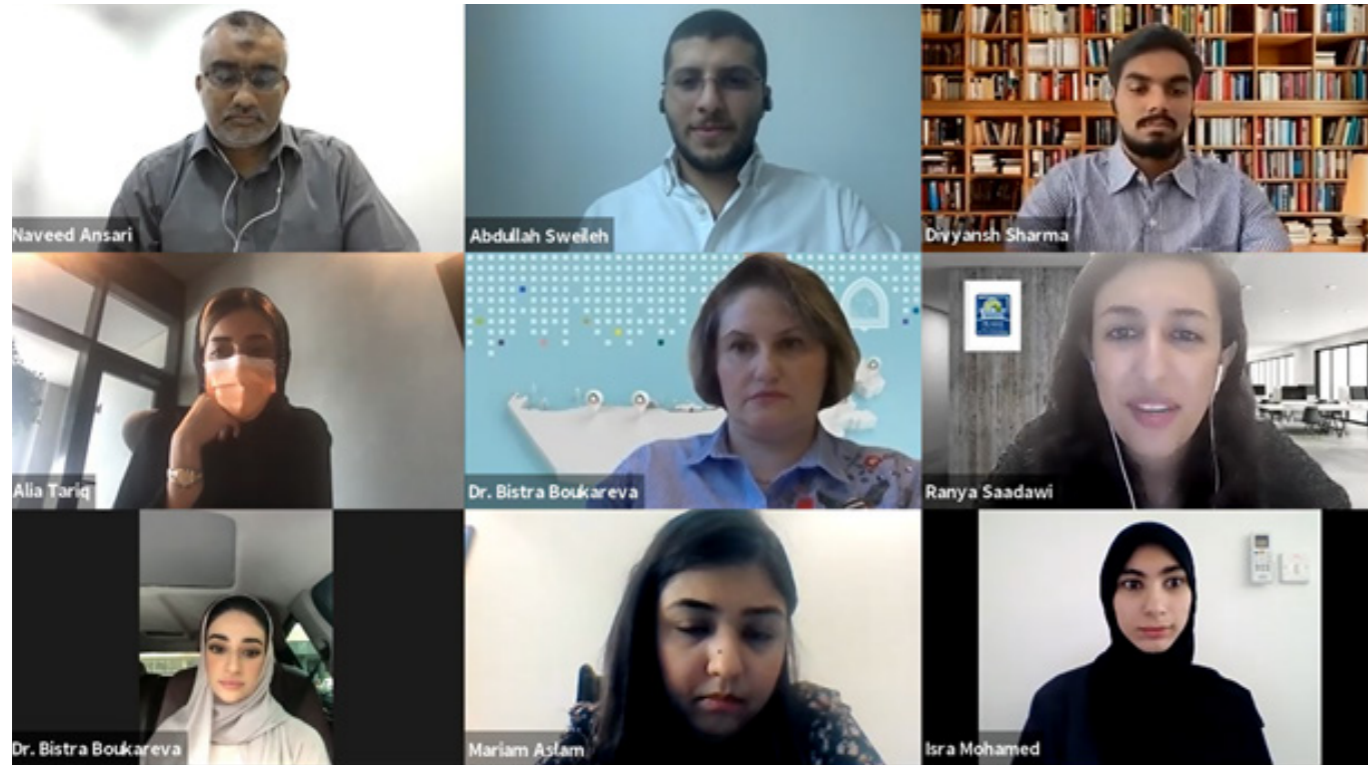 Naveed Ansari
Abdullah Sweileh
Divyansh Sharma
Alia Tariq
Dr. Bistra Boukareva
Ranya Saadawi
Dr. Bistra Boukareva
Mariam Aslam
Isra Mohamed